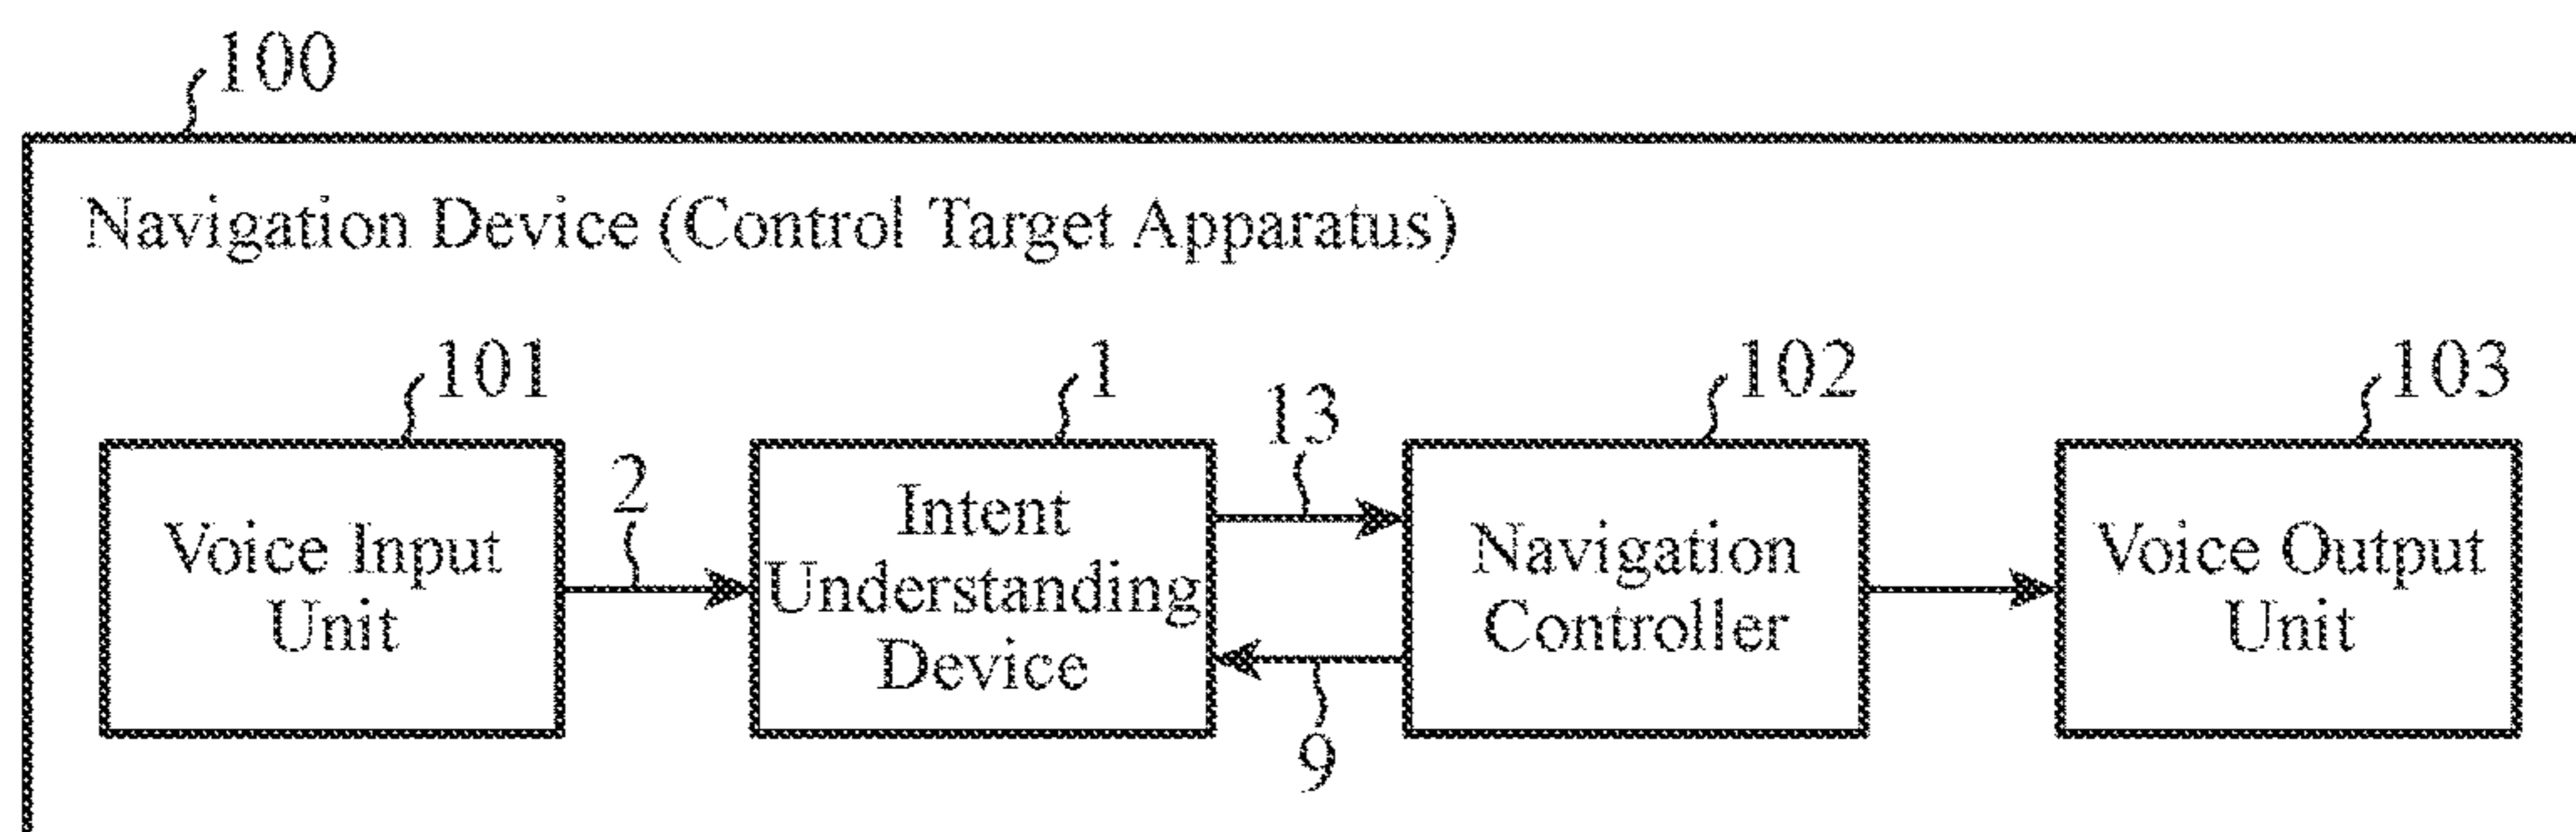 100
Navigation Device (Control Target Apparatus)
101
1
102
103
13
2
Voice Input
Unit
Intent
Understanding
Device
Navigation
Controller
Voice Output
Unit
9